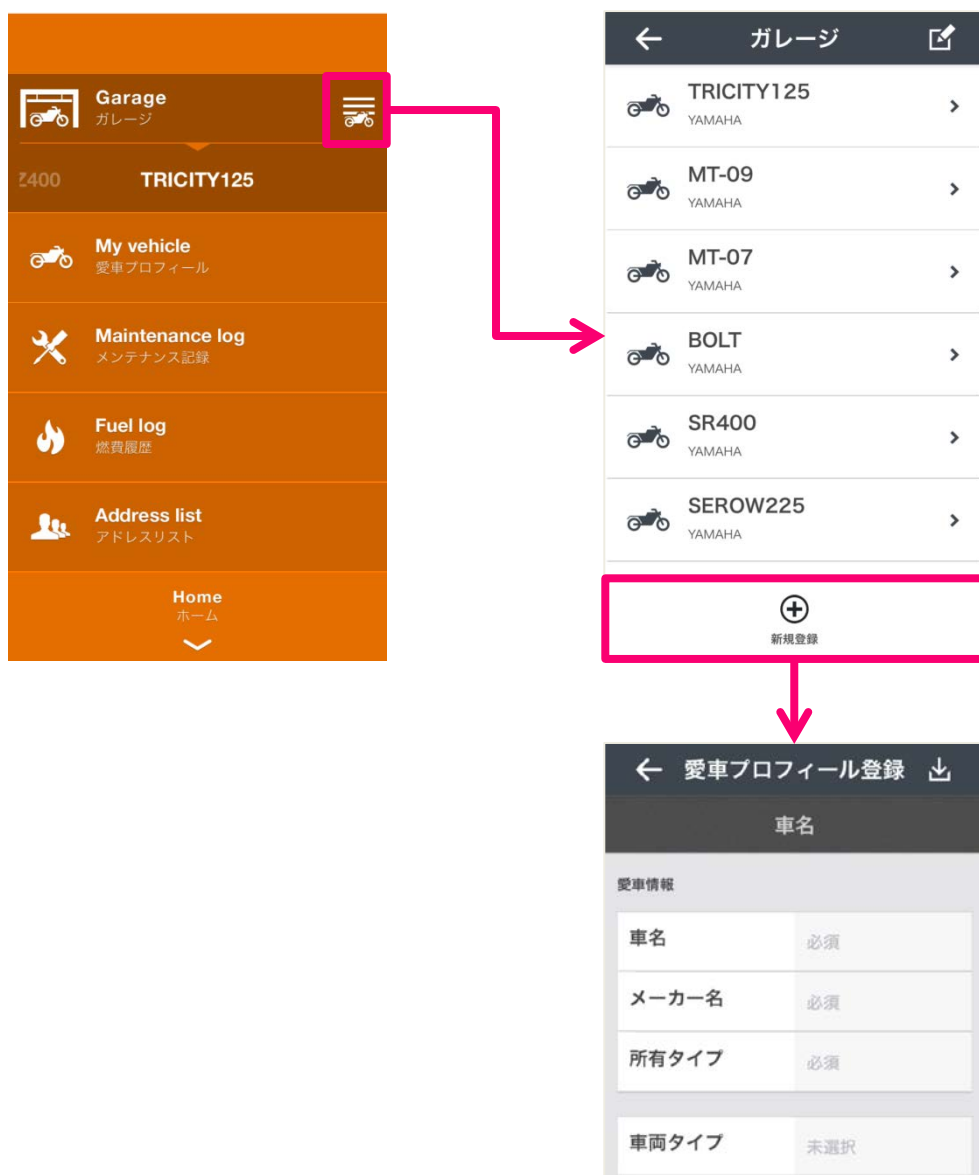 Garage
ガレージ
Z400
TRICITY125
My vehicle
愛車プロフィール
Maintenance log
メンテナンス記録
Fuel log
燃費履歴
Address list
アドレスリスト
Home
ホーム
ガレージ
TRICITY125
YAMAHA
MT-09
YAMAHA
MT-07
YAMAHA
BOLT
YAMAHA
SR400
YAMAHA
SEROW225
YAMAHA
新規登録
愛車プロフィール登録
車名
愛車情報
車名 必須
メーカー名 必須
所有タイプ 必須
車両タイプ 未選択